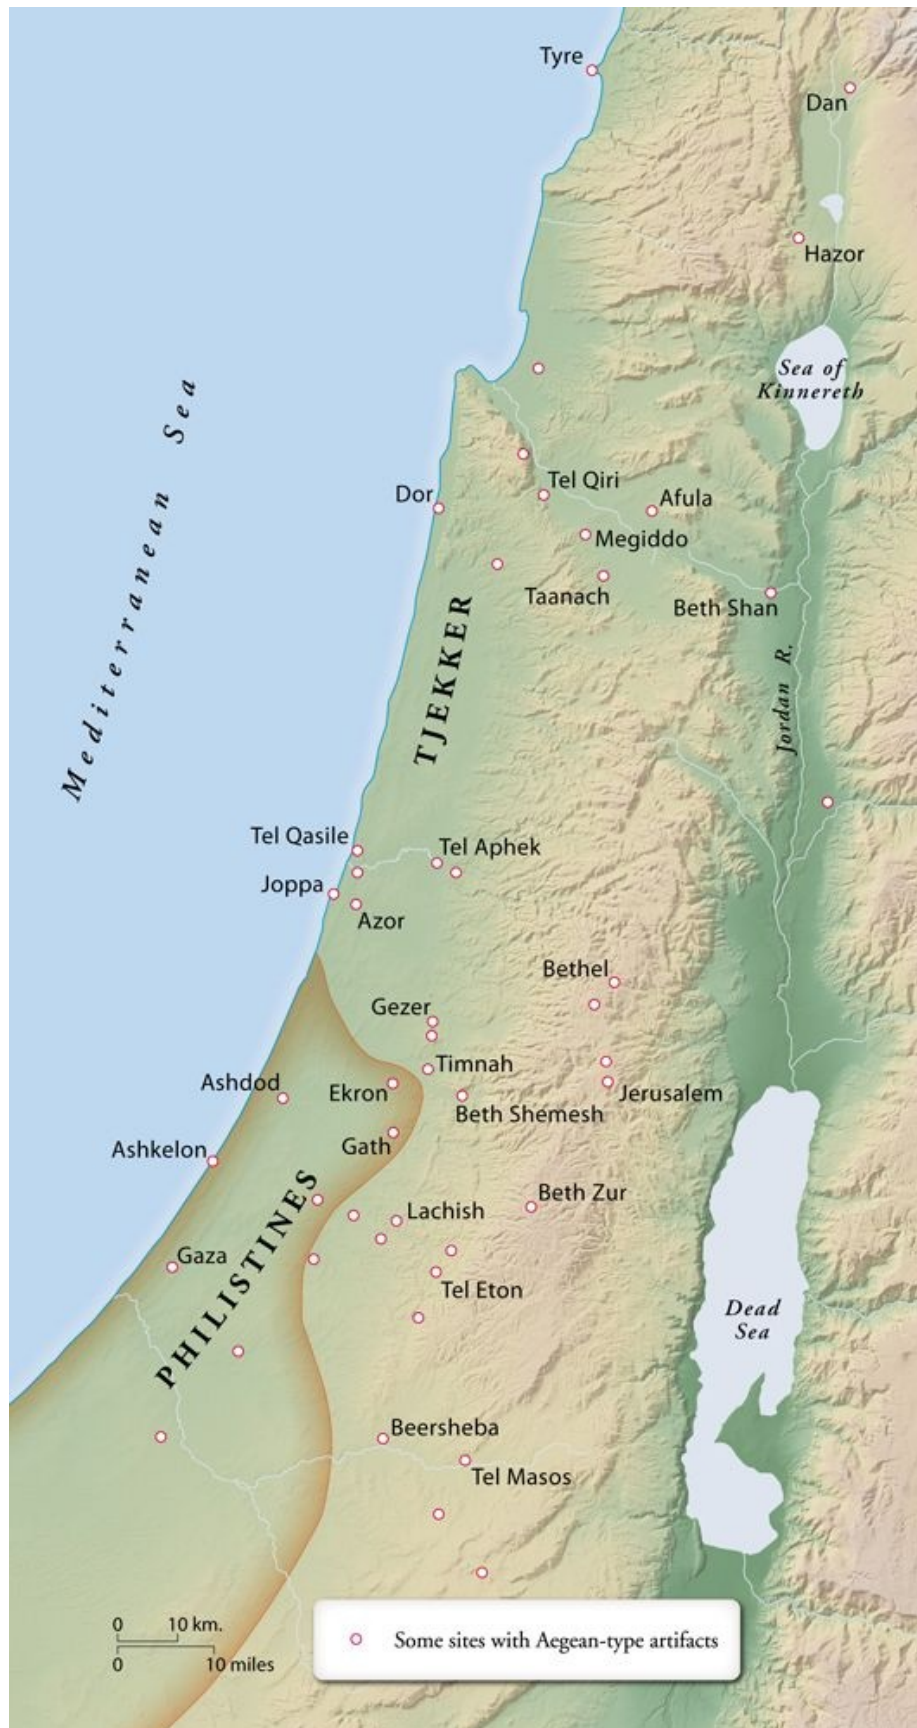 Tyre
Dan
Hazor
Sea of
Kinnereth
Mediterranean Sea
Tel Qiri
Dor
Afula
Megiddo
Taanach
Beth Shan
TJEKKER
Jordan R.
Tel Qasile
Tel Aphek
Joppa
Azor
Bethel
Gezer
Timnah
Ashdod
Ekron
Jerusalem
Beth Shemesh
Gath
Ashkelon
PHILISTINES
Beth Zur
Lachish
Gaza
Tel Eton
Dead
Sea
Beersheba
Tel Masos
0 10 km.
0 10 miles
Some sites with Aegean-type artifacts